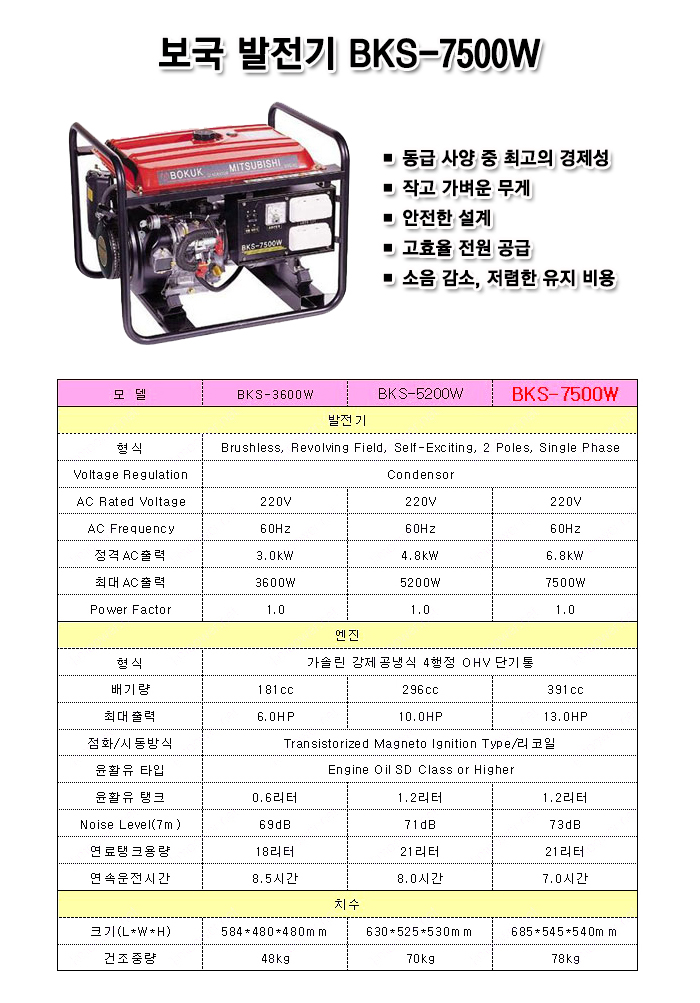 보국 발전기 BKS-7500W
BOKUK
MITSUBISHI
BKS-7500W
▪ 동급 사양 중 최고의 경제성
▪ 작고 가벼운 무게
▪ 안전한 설계
▪ 고효율 전원 공급
▪ 소음 감소, 저렴한 유지 비용
모 델 BKS-3600W BKS-5200W BKS-7500W
발전기
형식 Brushless, Revolving Field, Self-Exciting, 2 Poles, Single Phase
Voltage Regulation Condensor
AC Rated Voltage 220V 220V 220V
AC Frequency 60Hz 60Hz 60Hz
정격AC출력 3.0kW 4.8kW 6.8kW
최대AC출력 3600W 5200W 7500W
Power Factor 1.0 1.0 1.0
엔진
형식 가솔린 강제공냉식 4행정 OHV 단기통
배기량 181cc 296cc 391cc
최대출력 6.0HP 10.0HP 13.0HP
점화/시동방식 Transistorized Magneto Ignition Type/리코일
윤활유 타입 Engine Oil SD Class or Higher
윤활유 탱크 0.6리터 1.2리터 1.2리터
Noise Level(7m) 69dB 71dB 73dB
연료탱크용량 18리터 21리터 21리터
연속운전시간 8.5시간 8.0시간 7.0시간
치수
크기(L*W*H) 584*480*480mm 630*525*530mm 685*545*540mm
건조중량 48kg 70kg 78kg